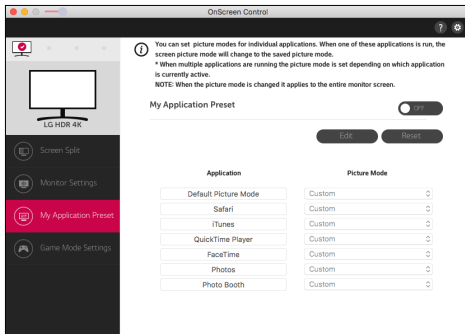 OnScreen Control
?
i
You can set picture modes for individual applications. When one of these applications is run, the
screen picture mode will change to the saved picture mode.
* When multiple applications are running the picture mode is set depending on which application
is currently active.
NOTE: When the picture mode is changed it applies to the entire monitor screen.
LG HDR 4K
Screen Split
Monitor Settings
My Application Preset
Game Mode Settings
My Application Preset
OFF
Edit
Reset
Application
Picture Mode
Default Picture Mode
Custom
Safari
Custom
iTunes
Custom
QuickTime Player
Custom
FaceTime
Custom
Photos
Custom
Photo Booth
Custom